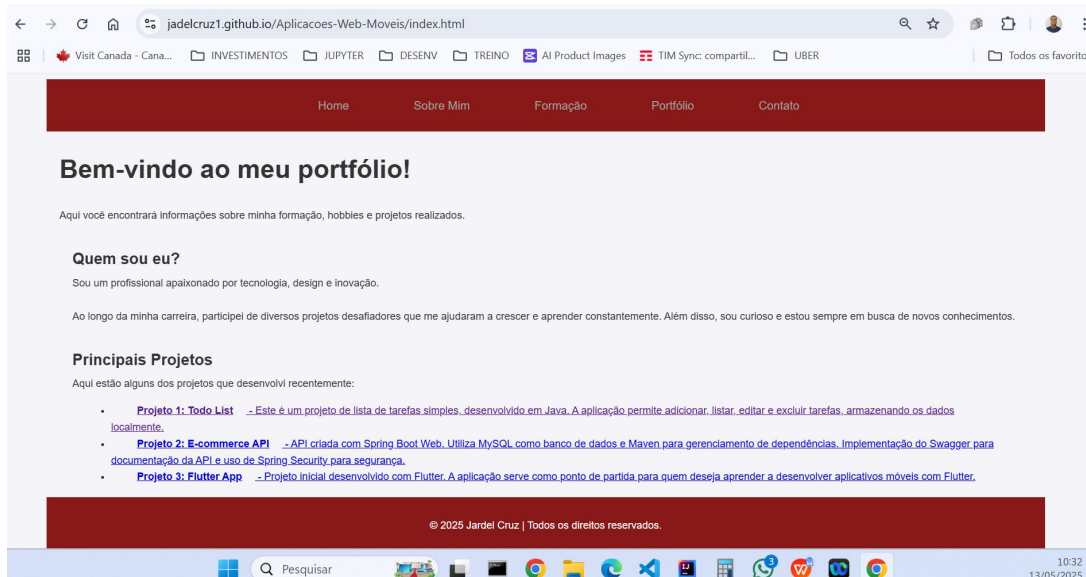 jadelcruz1.github.io/Aplicacoes-Web-Moveis/index.html
Visit Canada - Cana... INVESTIMENTOS JUPYTER DESENV TREINO AI Product Images TIM Sync: compartil... UBER Todos os favorito
Home Sobre Mim Formação Portfólio Contato
Bem-vindo ao meu portfólio!
Aqui você encontrará informações sobre minha formação, hobbies e projetos realizados.
Quem sou eu?
Sou um profissional apaixonado por tecnologia, design e inovação.
Ao longo da minha carreira, participei de diversos projetos desafiadores que me ajudaram a crescer e aprender constantemente. Além disso, sou curioso e estou sempre em busca de novos conhecimentos.
Principais Projetos
Aqui estão alguns dos projetos que desenvolvi recentemente:
• Projeto 1: Todo List - Este é um projeto de lista de tarefas simples, desenvolvido em Java. A aplicação permite adicionar, listar, editar e excluir tarefas, armazenando os dados
localmente.
• Projeto 2: E-commerce API - API criada com Spring Boot Web. Utiliza MySQL como banco de dados e Maven para gerenciamento de dependências. Implementação do Swagger para
documentação da API e uso de Spring Security para segurança.
• Projeto 3: Flutter App - Projeto inicial desenvolvido com Flutter. A aplicação serve como ponto de partida para quem deseja aprender a desenvolver aplicativos móveis com Flutter.
© 2025 Jardel Cruz | Todos os direitos reservados.
Pesquisar 3 10:32
13/05/2025